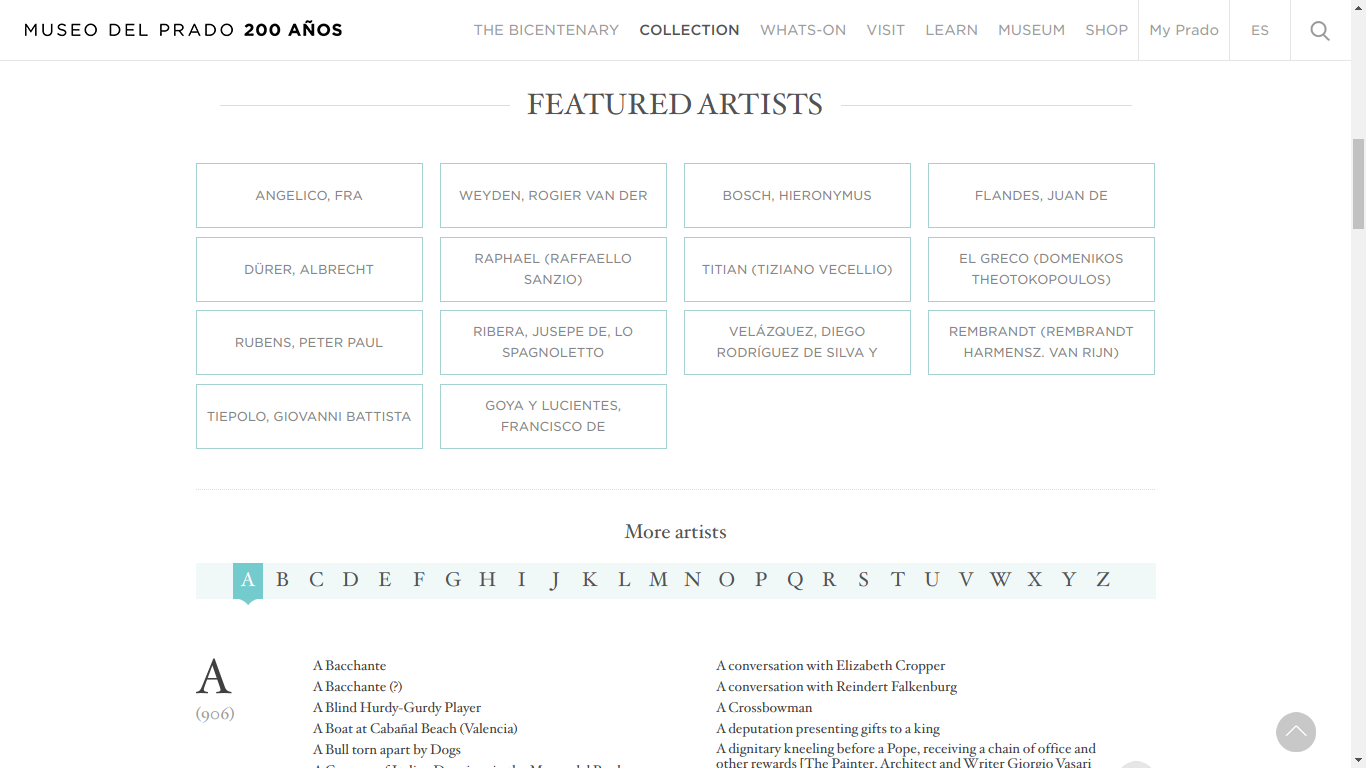 MUSEO DEL PRADO 200 AÑOS
THE BICENTENARY COLLECTION WHATS-ON VISIT LEARN MUSEUM SHOP My Prado ES
FEATURED ARTISTS
ANGELICO, FRA
WEYDEN, ROGIER VAN DER
BOSCH, HIERONYMUS
FLANDES, JUAN DE
DÜRER, ALBRECHT
RAPHAEL (RAFFAELLO
SANZIO)
TITIAN (TIZIANO VECELLIO)
EL GRECO (DOMENIKOS
THEOTOKOPOULOS)
RUBENS, PETER PAUL
RIBERA, JUSEPE DE, LO
SPAGNOLETTO
VELÁZQUEZ, DIEGO
RODRÍGUEZ DE SILVA Y
REMBRANDT (REMBRANDT
HARMENSZ. VAN RIJN)
TIEPOLO, GIOVANNI BATTISTA
GOYA Y LUCIENTES,
FRANCISCO DE
More artists
A B C D E F G H I J K L M N O P Q R S T U V W X Y Z
A
(906)
A Bacchante
A Bacchante (?)
A Blind Hurdy-Gurdy Player
A Boat at Cabañal Beach (Valencia)
A Bull torn apart by Dogs
A conversation with Elizabeth Cropper
A conversation with Reindert Falkenburg
A Crossbowman
A deputation presenting gifts to a king
A dignitary kneeling before a Pope, receiving a chain of office and
other rewards [The Painter, Architect and Writer Giorgio Vasari